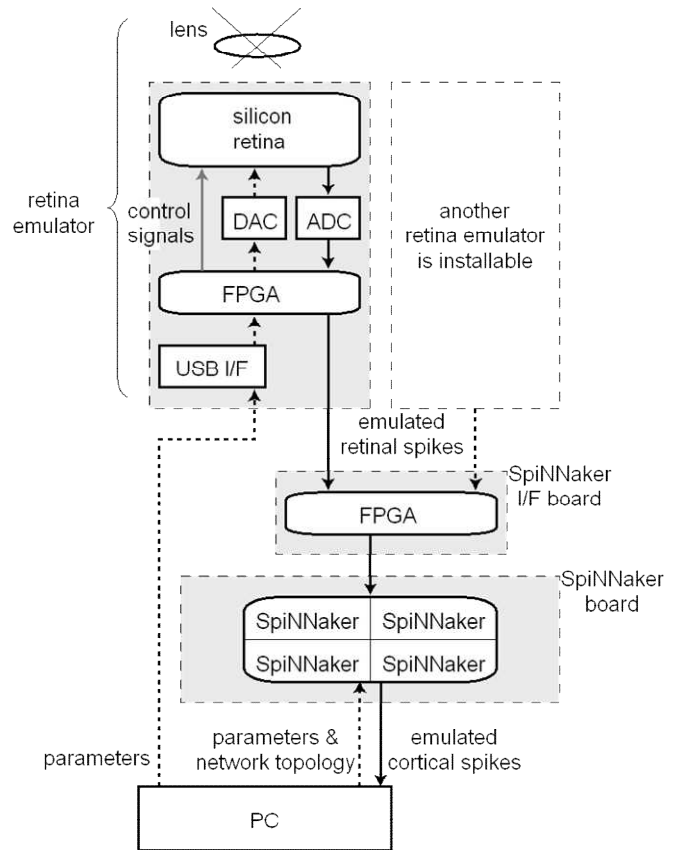 lens
silicon
retina
retina
emulator
control
signals
DAC
ADC
another
retina emulator
is installable
FPGA
USB I/F
emulated
retinal spikes
SpiNNaker
I/F board
FPGA
SpiNNaker
board
SpiNNaker
SpiNNaker
SpiNNaker
SpiNNaker
parameters
parameters &
network topology
emulated
cortical spikes
PC